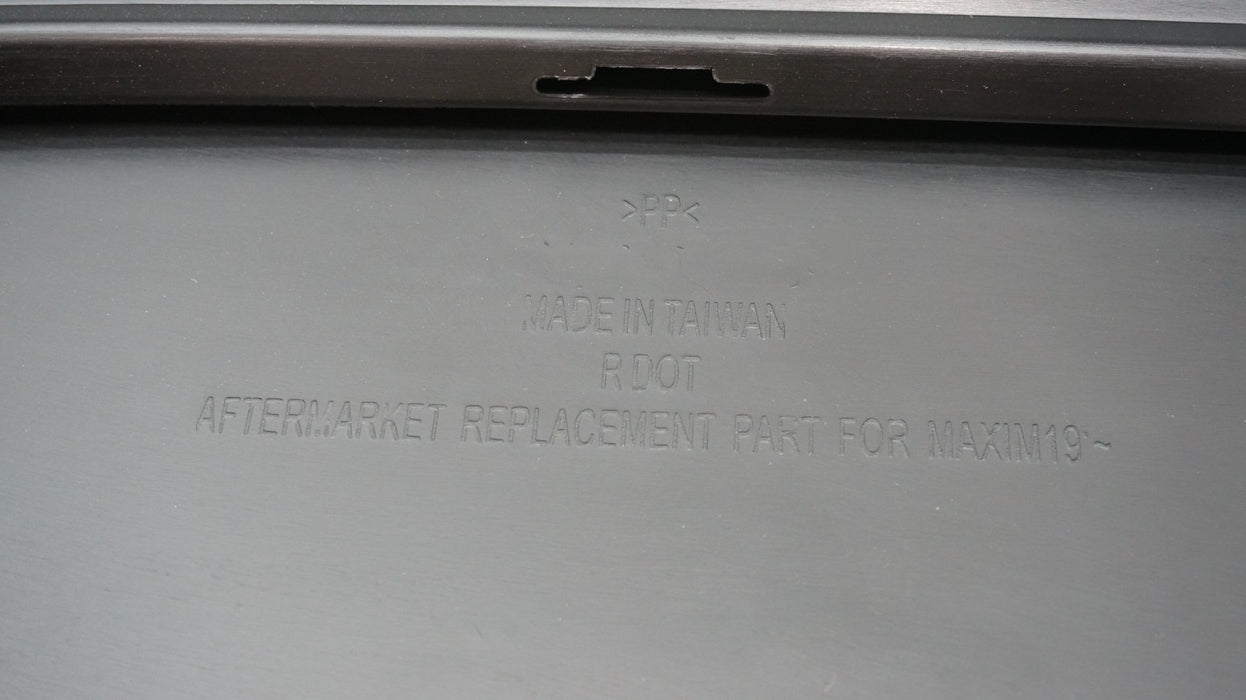 >PP<
MADE IN TAIWAN
R DOT
AFTERMARKET REPLACEMENT PART FOR MAXIM19'~